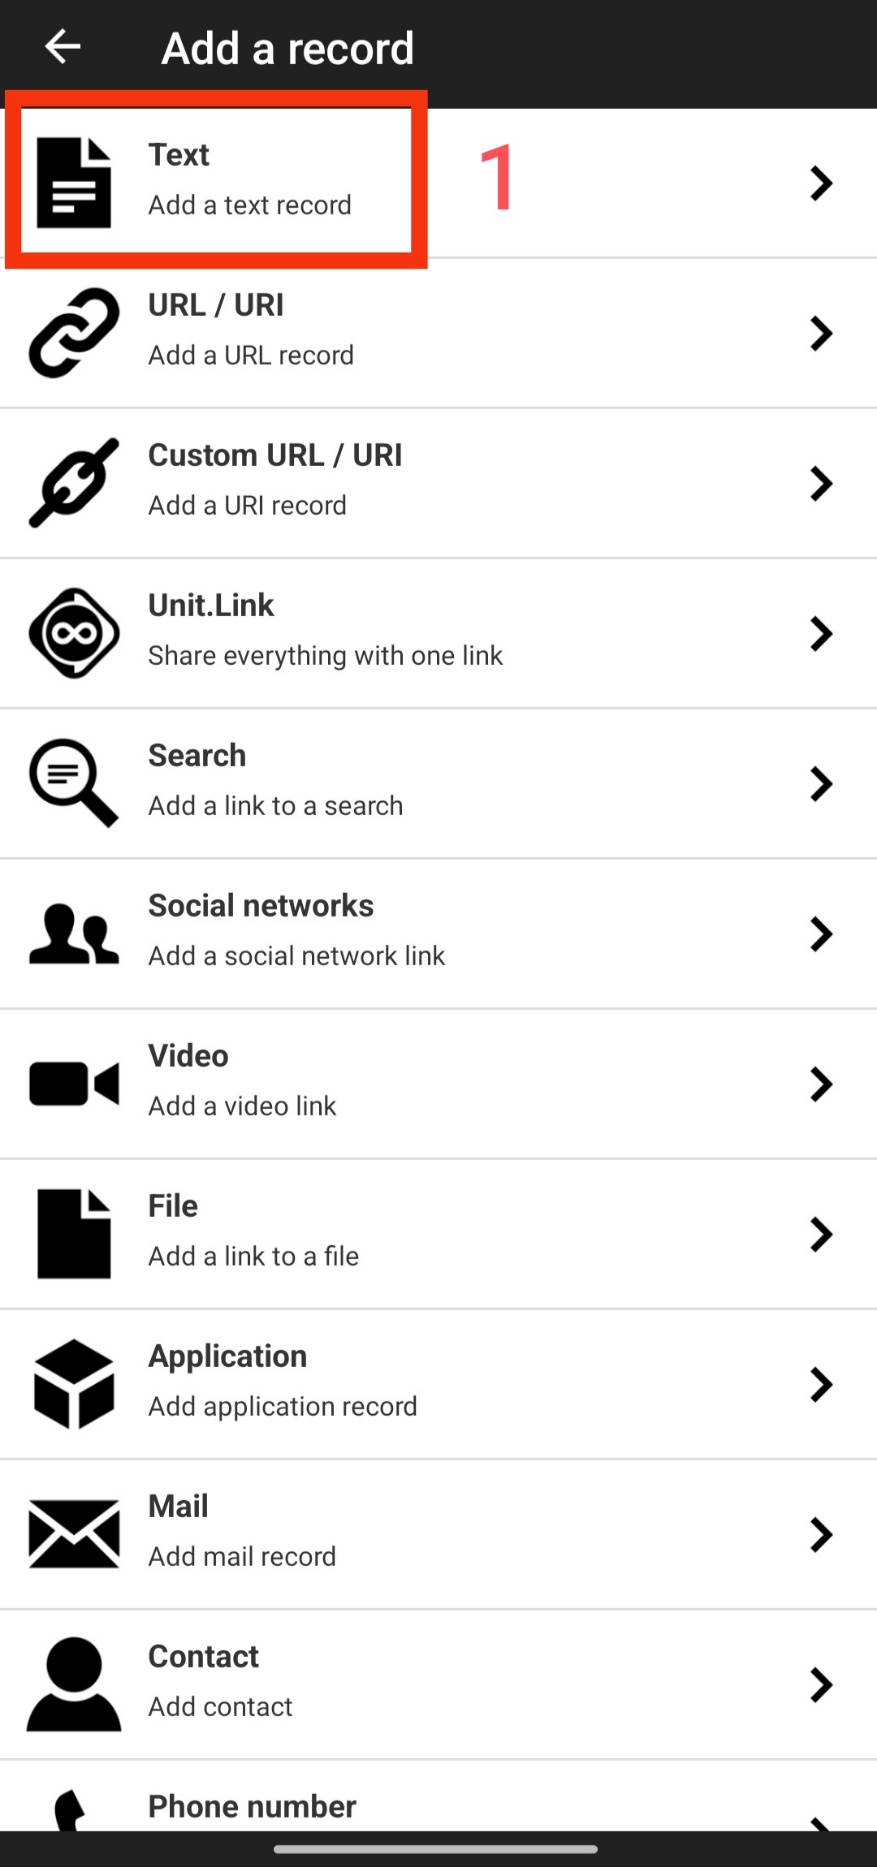 Add a record
Text
Add a text record
1
URL / URI
Add a URL record
Custom URL / URI
Add a URI record
Unit.Link
Share everything with one link
Search
Add a link to a search
Social networks
Add a social network link
Video
Add a video link
File
Add a link to a file
Application
Add application record
Mail
Add mail record
Contact
Add contact
Phone number